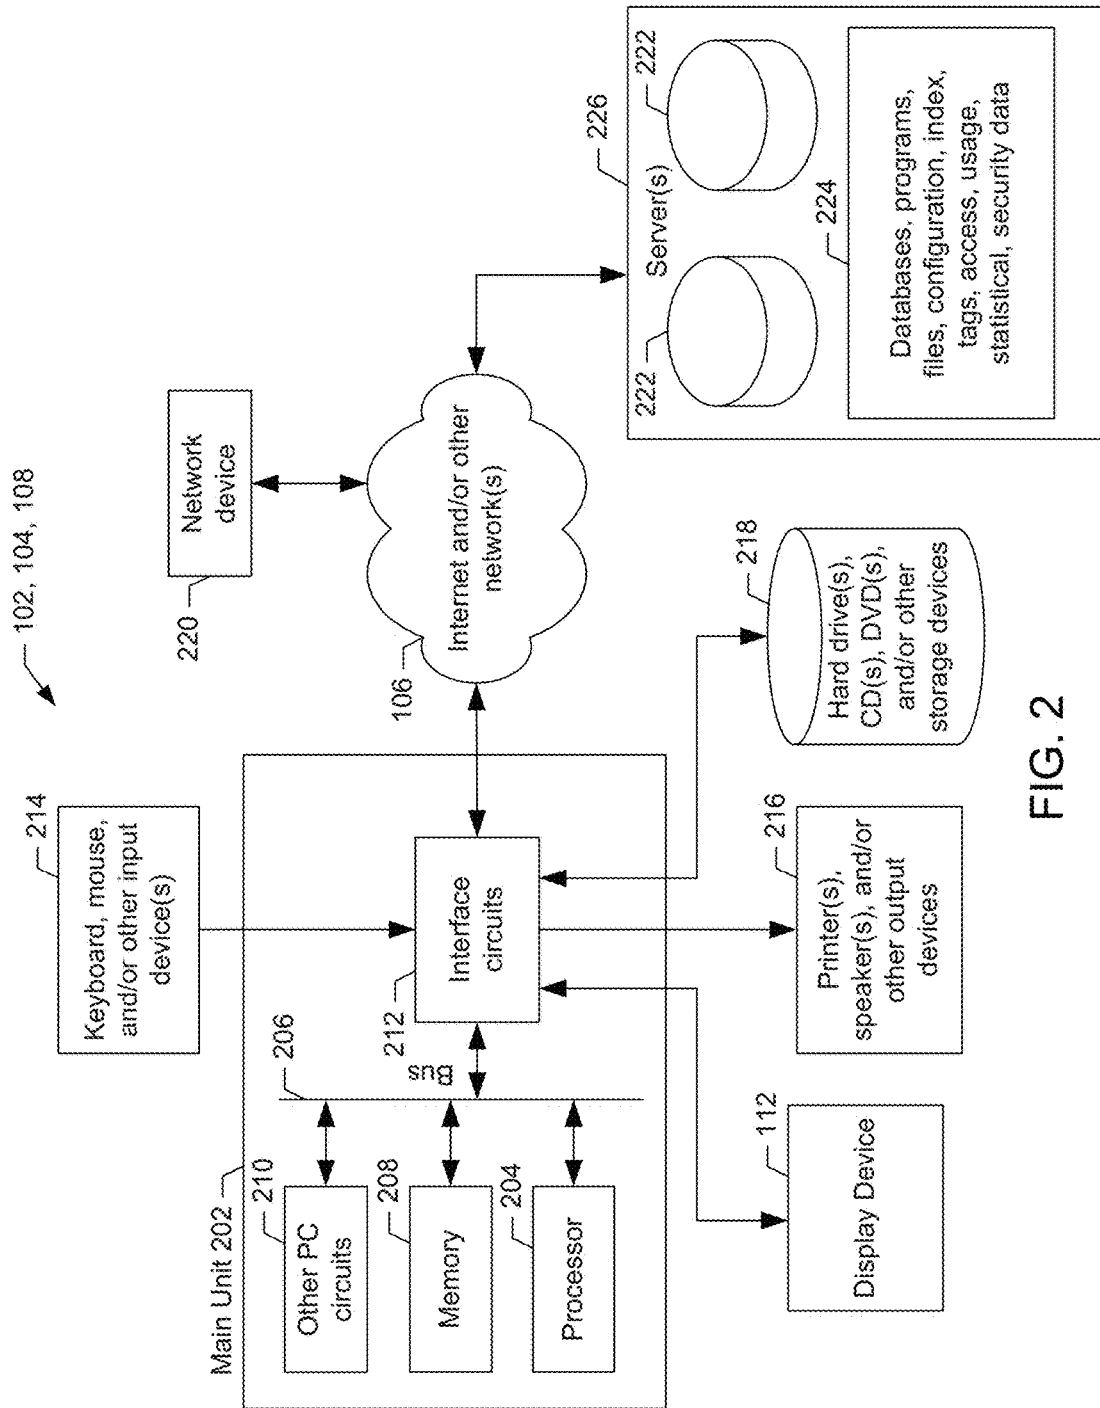 102, 104, 108
Main Unit 202
210
Other PC
circuits
208
Memory
204
Processor
206
Bus
212
Interface
circuits
214
Keyboard, mouse,
and/or other input
device(s)
106
Internet and/or other
network(s)
220
Network
device
226
Server(s)
222
222
224
Databases, programs,
files, configuration, index,
tags, access, usage,
statistical, security data
112
Display Device
216
Printer(s),
speaker(s), and/or
other output
devices
218
Hard drive(s),
CD(s), DVD(s),
and/or other
storage devices
FIG. 2